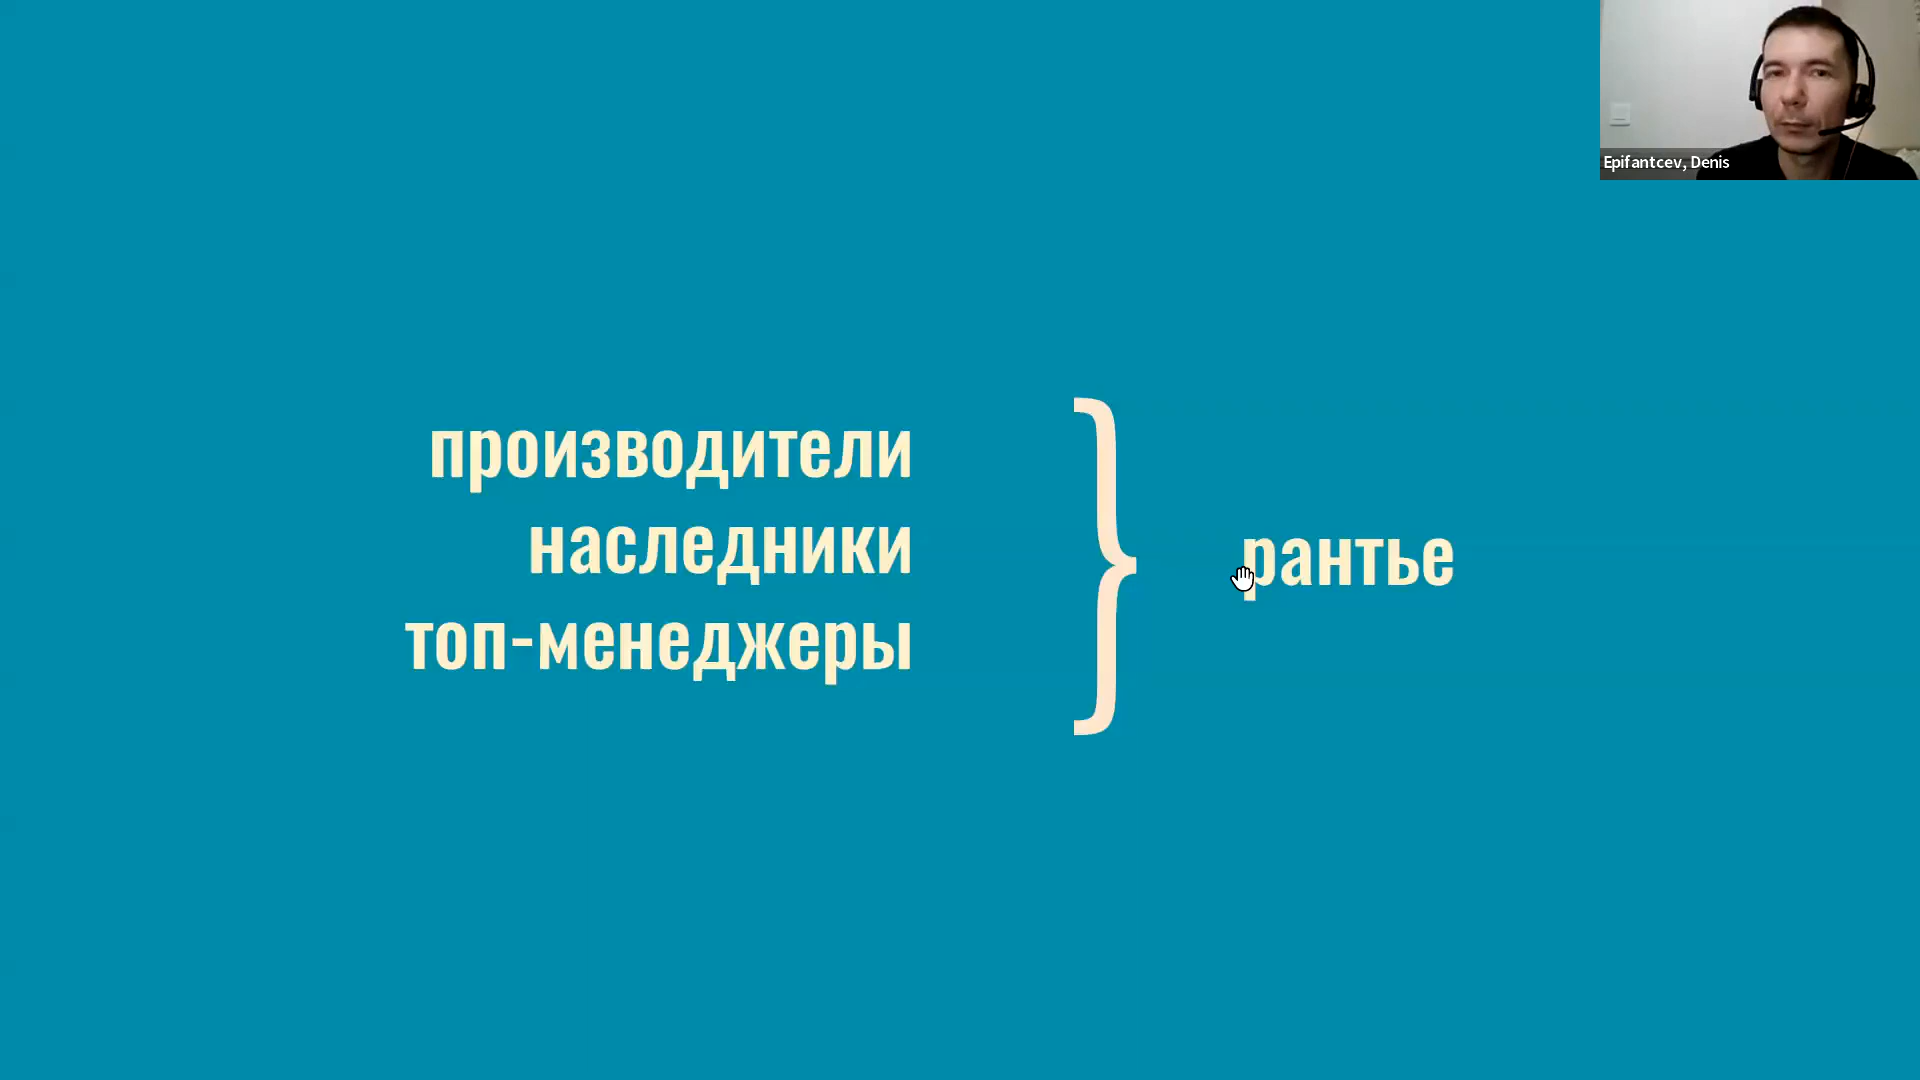 Epifantcev, Denis
производители
наследники
топ-менеджеры
}
рантье